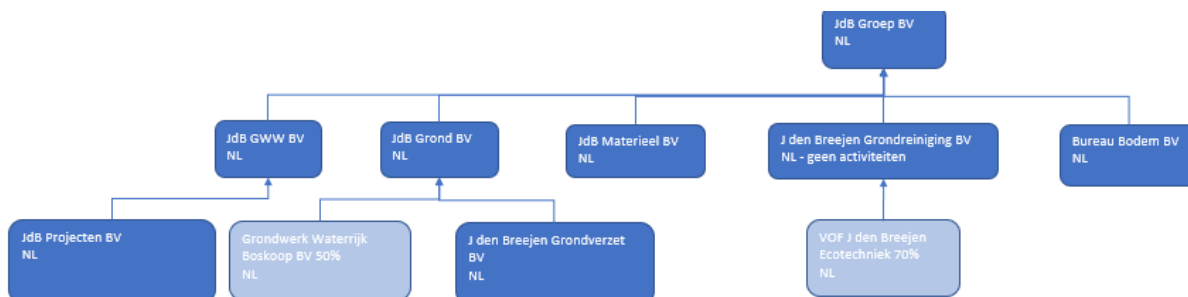 JdB Groep BV
NL
JdB GWW BV
NL
JdB Grond BV
NL
JdB Materieel BV
NL
J den Breejen Grondreiniging BV
NL - geen activiteiten
Bureau Bodem BV
NL
JdB Projecten BV
NL
Grondwerk Waterrijk
Boskoop BV 50%
NL
J den Breejen Grondverzet
BV
NL
VOF J den Breejen
Ecotechniek 70%
NL